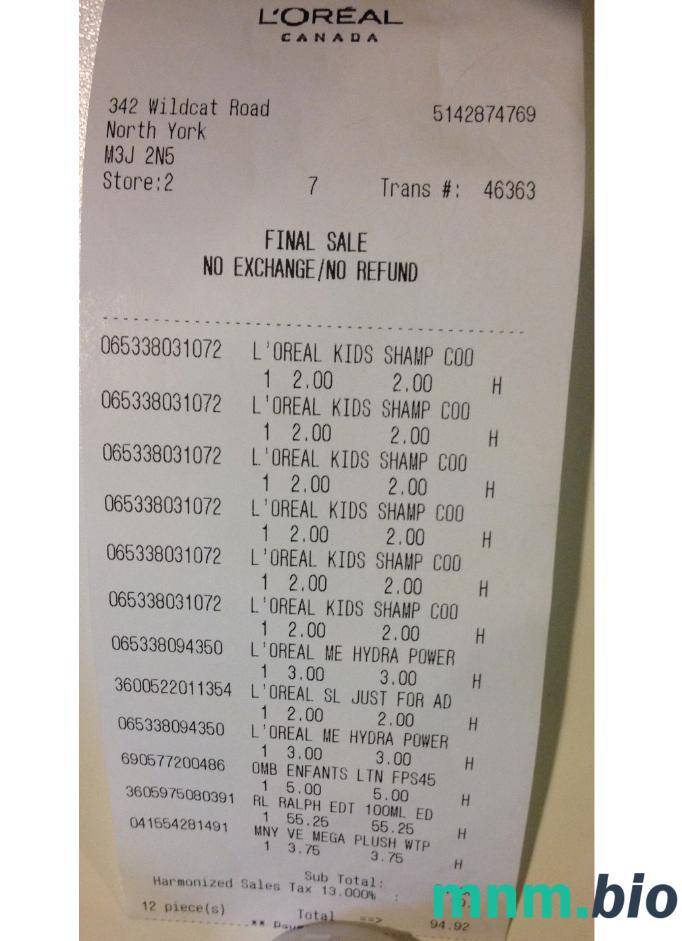 L'ORÉAL
CANADA
342 Wildcat Road 5142874769
North York
M3J 2N5
Store:2 7 Trans #: 46363
FINAL SALE
NO EXCHANGE/NO REFUND
065338031072 L'OREAL KIDS SHAMP COO
1 2.00 2.00 H
065338031072 L'OREAL KIDS SHAMP COO
1 2.00 2.00 H
065338031072 L'OREAL KIDS SHAMP COO
1 2.00 2.00 H
065338031072 L'OREAL KIDS SHAMP COO
1 2.00 2.00 H
065338031072 L'OREAL KIDS SHAMP COO
1 2.00 2.00 H
065338031072 L'OREAL KIDS SHAMP COO
1 2.00 2.00 H
065338094350 L'OREAL ME HYDRA POWER
1 3.00 3.00 H
3600522011354 L'OREAL SL JUST FOR AD
1 2.00 2.00 H
065338094350 L'OREAL ME HYDRA POWER
1 3.00 3.00 H
690577200486 OMB ENFANTS LTN FPS45
1 5.00 5.00 H
3605975080391 RL RALPH EDT 100ML ED
1 55.25 55.25 H
041554281491 MNY VE MEGA PLUSH WTP
1 3.75 3.75 H
Sub Total:
Harmonized Sales Tax 13.000% :
12 piece(s) Total ==> 94.92
**
mnm.bio